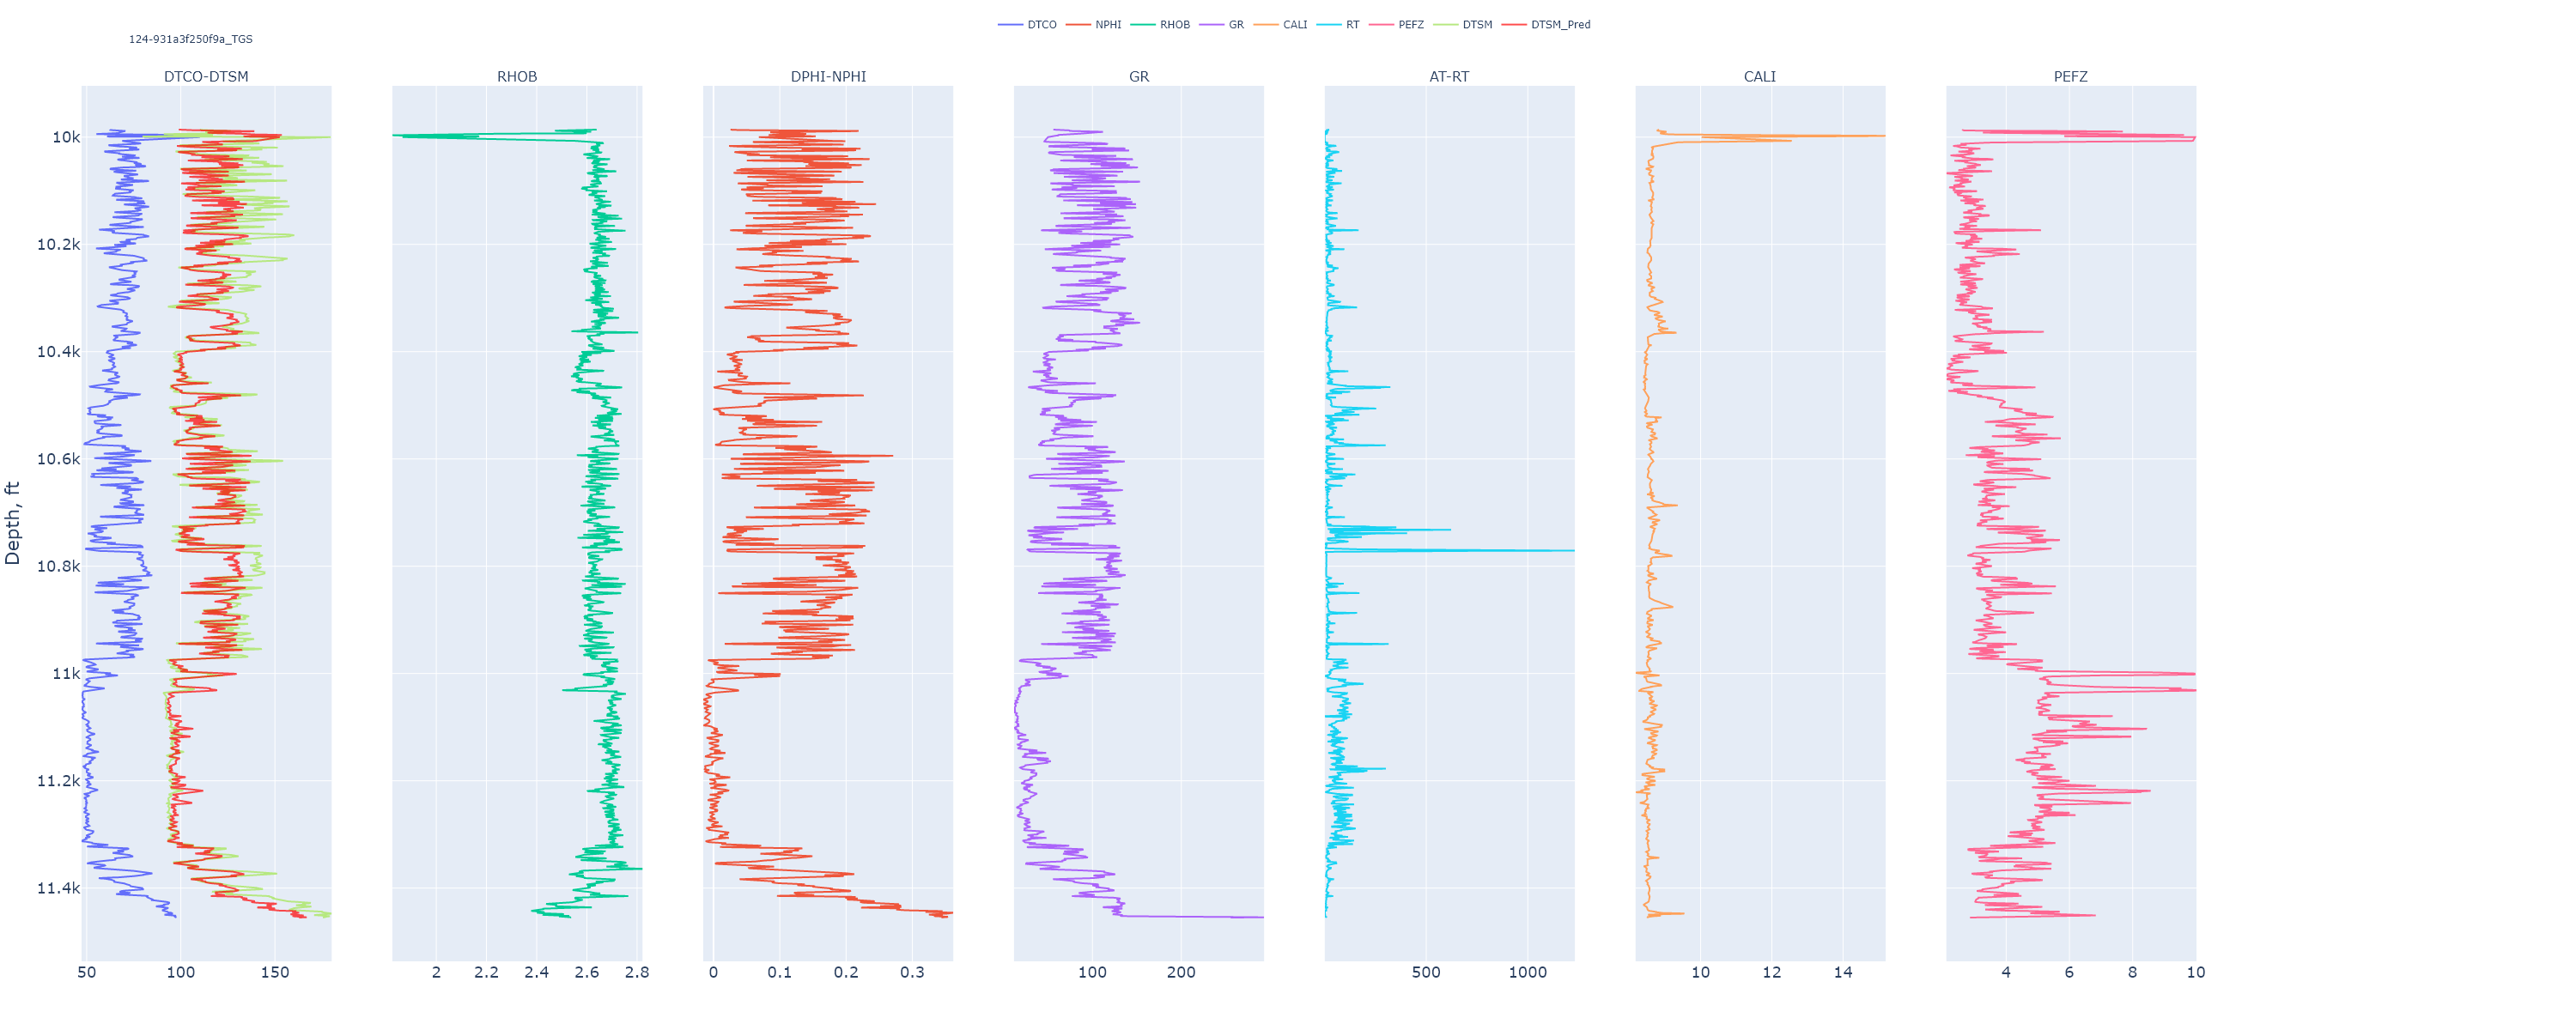 DTCO NPHI RHOB GR CALI RT PEFZ DTSM DTSM_Pred
124-931a3f250f9a_TGS
DTCO-DTSM RHOB DPHI-NPHI GR AT-RT CALI PEFZ
Depth, ft
10k
10.2k
10.4k
10.6k
10.8k
11k
11.2k
11.4k
50 100 150 2 2.2 2.4 2.6 2.8 0 0.1 0.2 0.3 100 200 500 1000 10 12 14 4 6 8 10